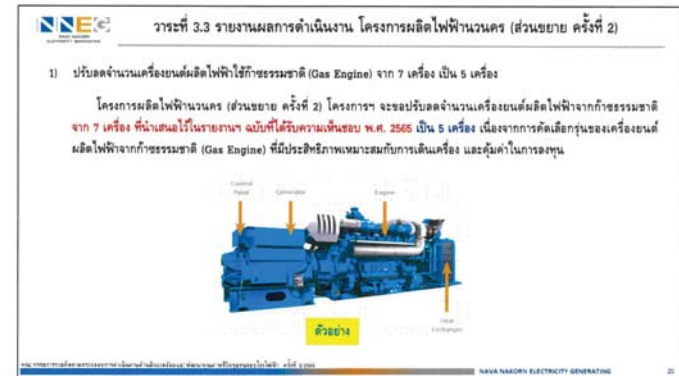 NNEG
NAVA NAKORN
ELECTRICITY GENERATING
วาระที่ 3.3 รายงานผลการดำเนินงาน โครงการผลิตไฟฟ้านวนคร (ส่วนขยาย ครั้งที่ 2)
1) ปรับลดจำนวนเครื่องยนต์ผลิตไฟฟ้าใช้ก๊าซธรรมชาติ (Gas Engine) จาก 7 เครื่อง เป็น 5 เครื่อง
โครงการผลิตไฟฟ้านวนคร (ส่วนขยาย ครั้งที่ 2) โครงการฯ จะขอปรับลดจำนวนเครื่องยนต์ผลิตไฟฟ้าจากก๊าซธรรมชาติ
จาก 7 เครื่อง ที่นำเสนอไว้ในรายงานฯ ฉบับที่ได้รับความเห็นชอบ พ.ศ. 2565 เป็น 5 เครื่อง เนื่องจากการคัดเลือกรุ่นของเครื่องยนต์
ผลิตไฟฟ้าจากก๊าซธรรมชาติ (Gas Engine) ที่มีประสิทธิภาพเหมาะสมกับการเดินเครื่อง และคุ้มค่าในการลงทุน
Control
Panel
Generator
Engine
Heat
Exchanger
ตัวอย่าง
NAVA NAKORN ELECTRICITY GENERATING